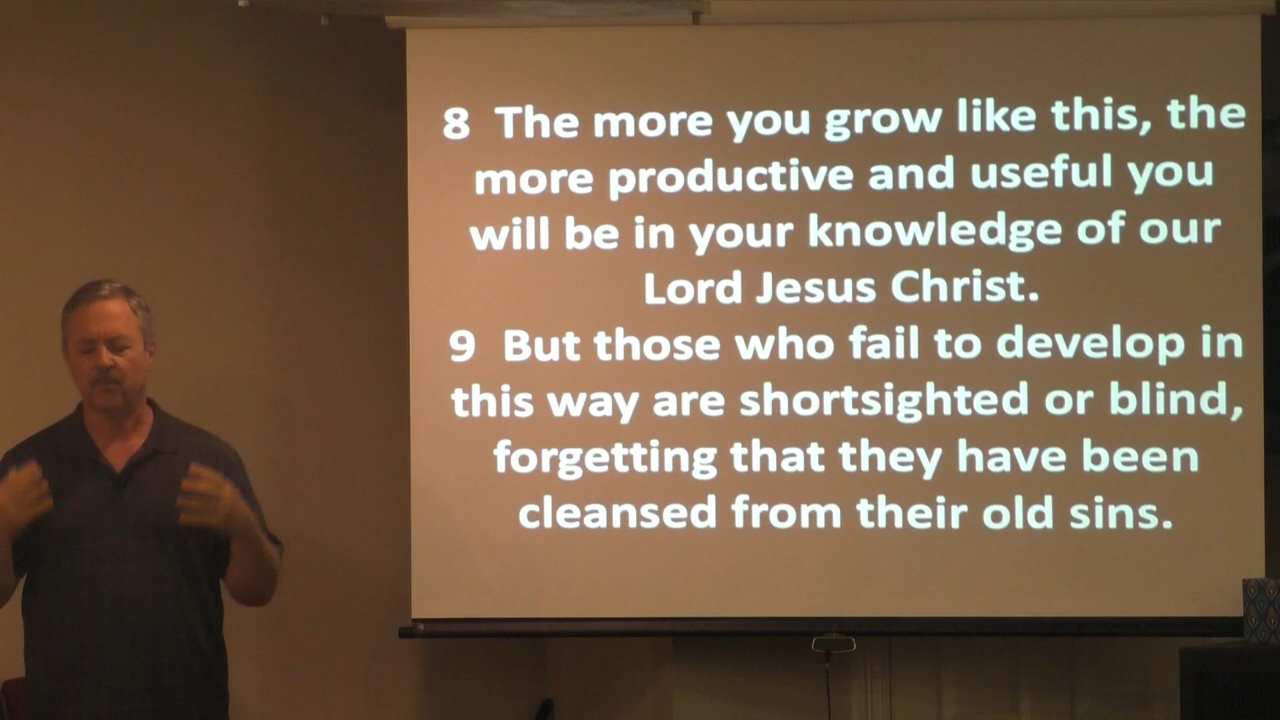 8 The more you grow like this, the
more productive and useful you
will be in your knowledge of our
Lord Jesus Christ.
9 But those who fail to develop in
this way are shortsighted or blind,
forgetting that they have been
cleansed from their old sins.